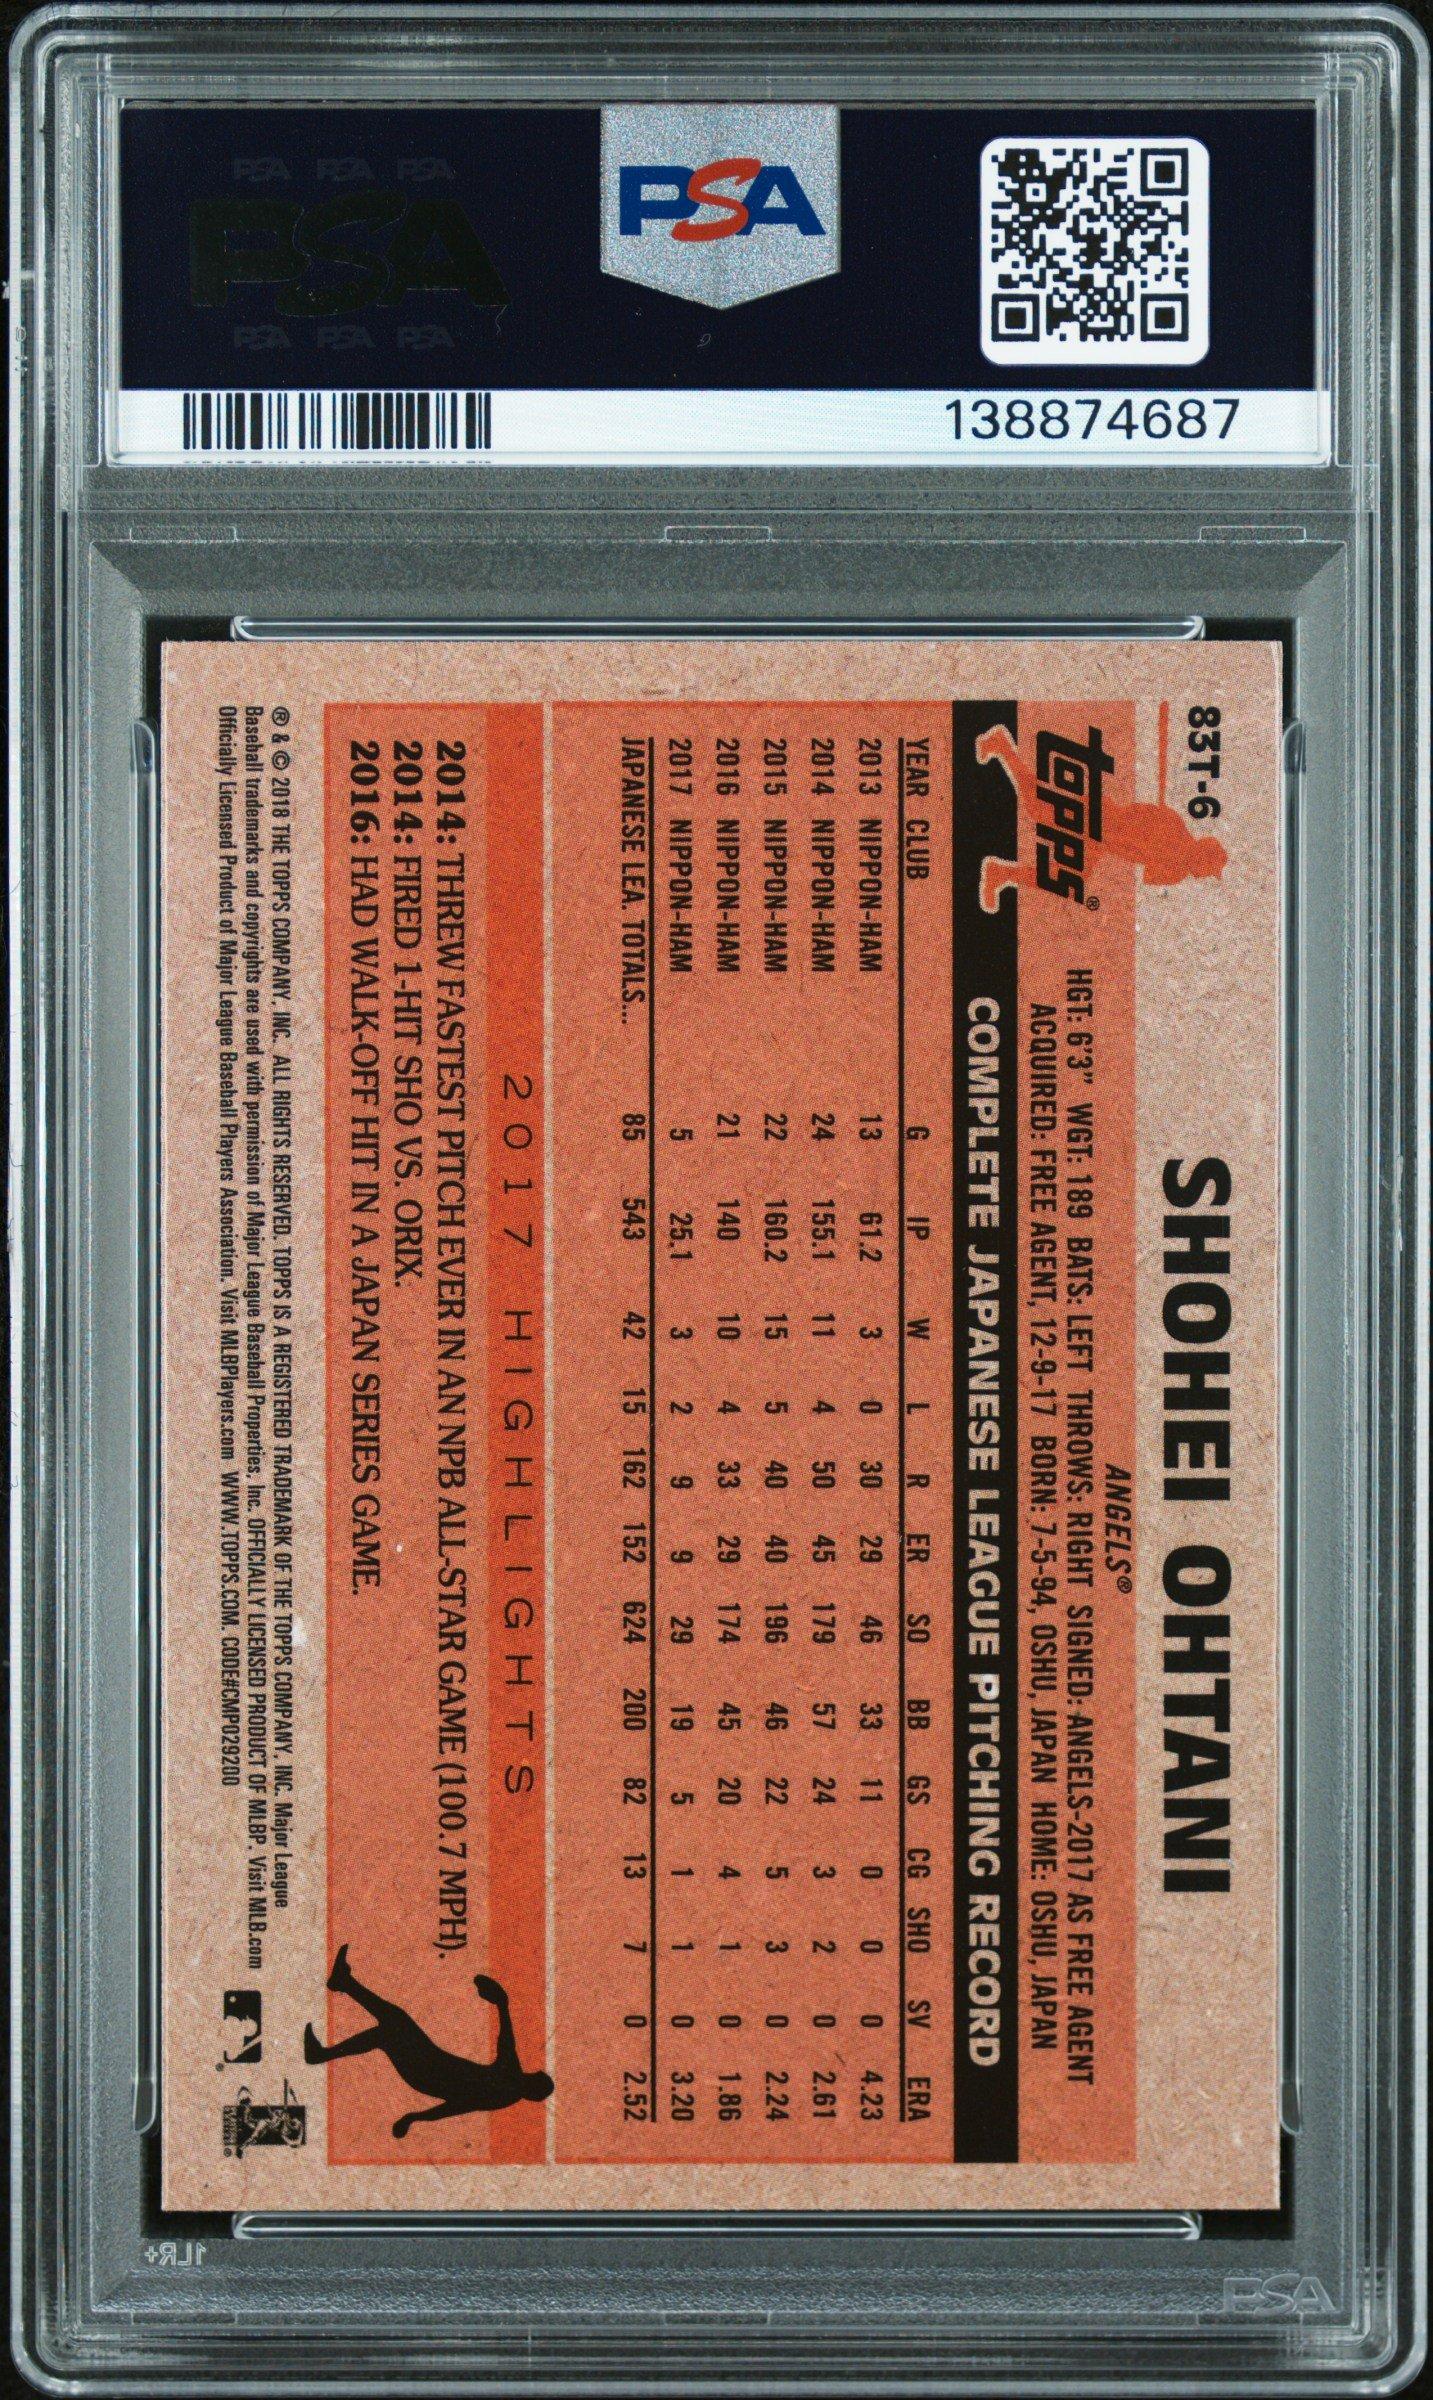 PSA PSA PSA
PSA
PSA PSA PSA
PSA
138874687
83T-6
SHOHEI OHTANI
ANGELS®
topps®
HGT: 6'3" WGT: 189 BATS: LEFT THROWS: RIGHT SIGNED: ANGELS-2017 AS FREE AGENT
ACQUIRED: FREE AGENT, 12-9-17 BORN: 7-5-94, OSHU, JAPAN HOME: OSHU, JAPAN
COMPLETE JAPANESE LEAGUE PITCHING RECORD
YEAR CLUB G IP W L R ER SO BB GS CG SHO SV ERA
2013 NIPPON-HAM 13 61.2 3 0 30 29 46 33 11 0 0 0 4.23
2014 NIPPON-HAM 24 155.1 11 4 50 45 179 57 24 3 2 0 2.61
2015 NIPPON-HAM 22 160.2 15 5 40 40 196 46 22 5 3 0 2.24
2016 NIPPON-HAM 21 140 10 4 33 29 174 45 20 4 1 0 1.86
2017 NIPPON-HAM 5 25.1 3 2 9 9 29 19 5 1 1 0 3.20
JAPANESE LEA. TOTALS... 85 543 42 15 162 152 624 200 82 13 7 0 2.52
2017 HIGHLIGHTS
2014: THREW FASTEST PITCH EVER IN AN NPB ALL-STAR GAME (100.7 MPH).
2014: FIRED 1-HIT SHO VS. ORIX.
2016: HAD WALK-OFF HIT IN A JAPAN SERIES GAME.
® & © 2018 THE TOPPS COMPANY, INC. ALL RIGHTS RESERVED. TOPPS IS A REGISTERED TRADEMARK OF THE TOPPS COMPANY, INC. Major League
Baseball trademarks and copyrights are used with permission of Major League Baseball Properties, Inc. OFFICIALLY LICENSED PRODUCT OF MLBP. Visit MLB.com
Officially Licensed Product of Major League Baseball Players Association. Visit MLBPlayers.com WWW.TOPPS.COM. CODE#CMP029200
1LR+
PSA